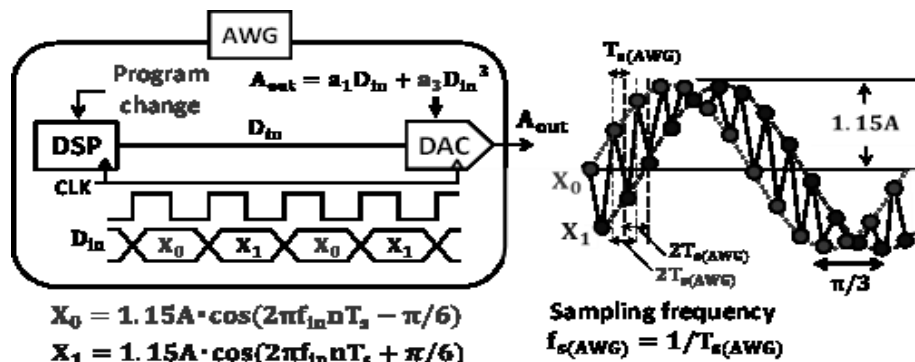 AWG
Program
change
A_out = a_1D_in + a_3D_in^3
D_in
DSP
DAC
A_out
CLK
D_in
X_0
X_1
X_0
X_1
X_0 = 1.15A·cos(2πf_in nT_s − π/6)
X_1 = 1.15A·cos(2πf_in nT_s + π/6)
T_s(AWG)
1.15A
X_0
X_1
2T_s(AWG)
2T_s(AWG)
π/3
Sampling frequency
f_s(AWG) = 1/T_s(AWG)